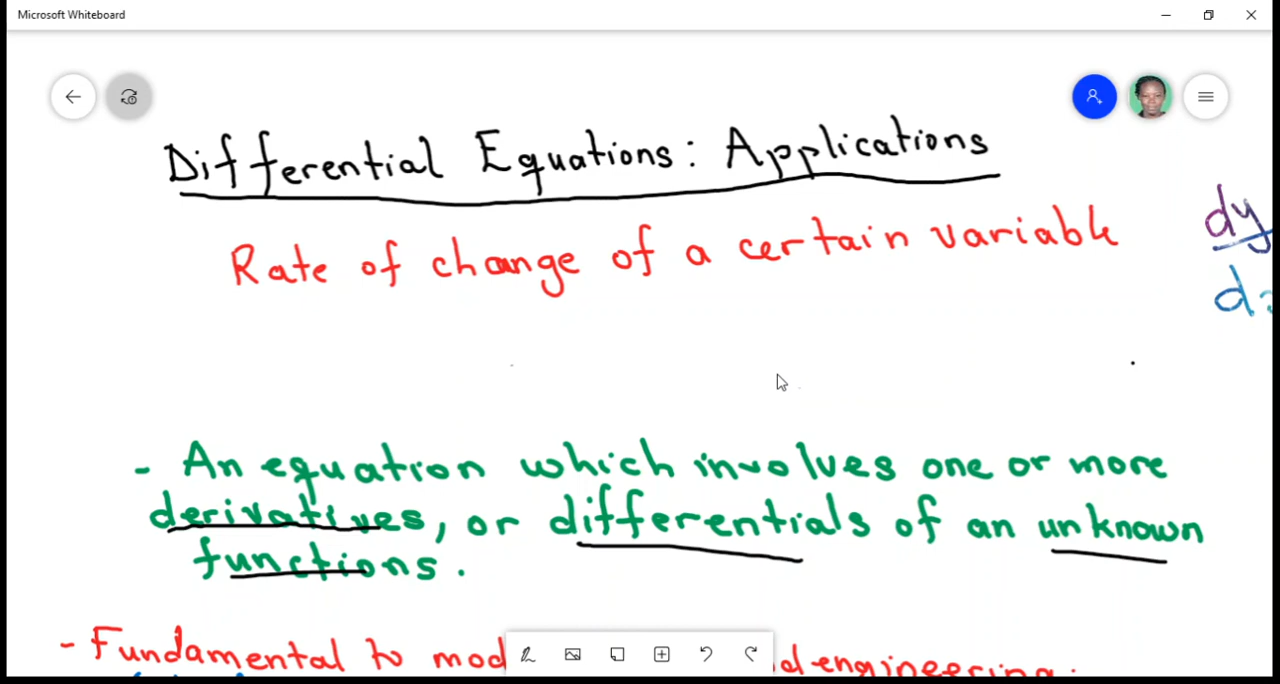 Microsoft Whiteboard
Differential Equations: Applications
Rate of change of a certain variable
dy
d
- An equation which involves one or more
derivatives, or differentials of an unknown
functions.
- Fundamental to mod
engineering: